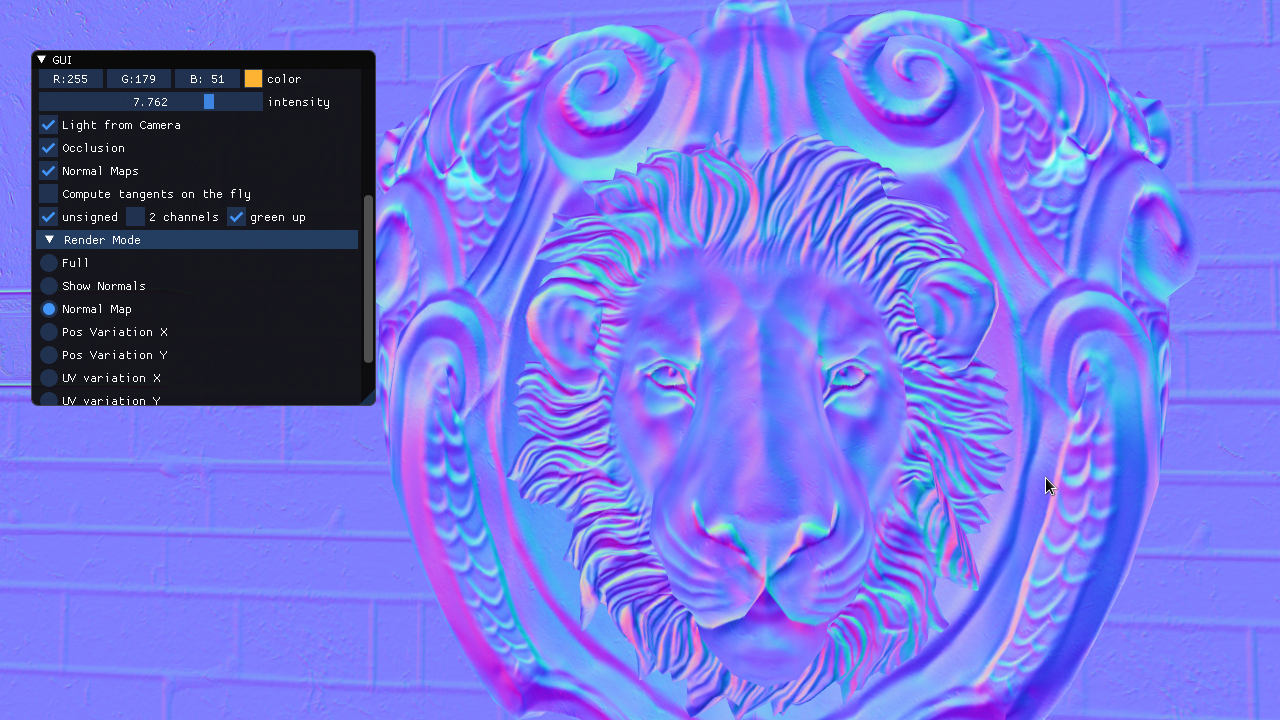 GUI
R:255 G:179 B: 51 color
7.762 intensity
Light from Camera
Occlusion
Normal Maps
Compute tangents on the fly
unsigned 2 channels green up
Render Mode
Full
Show Normals
Normal Map
Pos Variation X
Pos Variation Y
UV variation X
UV variation Y